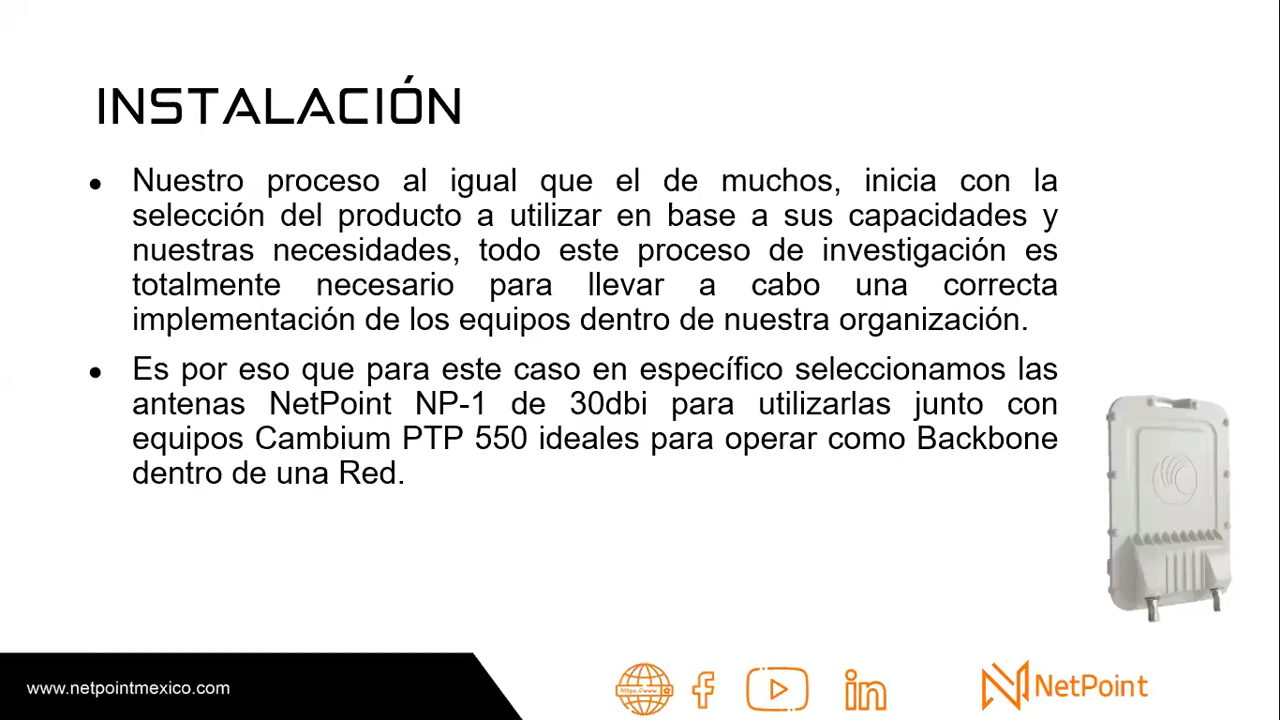 INSTALACIÓN
● Nuestro proceso al igual que el de muchos, inicia con la
selección del producto a utilizar en base a sus capacidades y
nuestras necesidades, todo este proceso de investigación es
totalmente necesario para llevar a cabo una correcta
implementación de los equipos dentro de nuestra organización.
● Es por eso que para este caso en específico seleccionamos las
antenas NetPoint NP-1 de 30dbi para utilizarlas junto con
equipos Cambium PTP 550 ideales para operar como Backbone
dentro de una Red.
www.netpointmexico.com
https://www
f
in
NetPoint